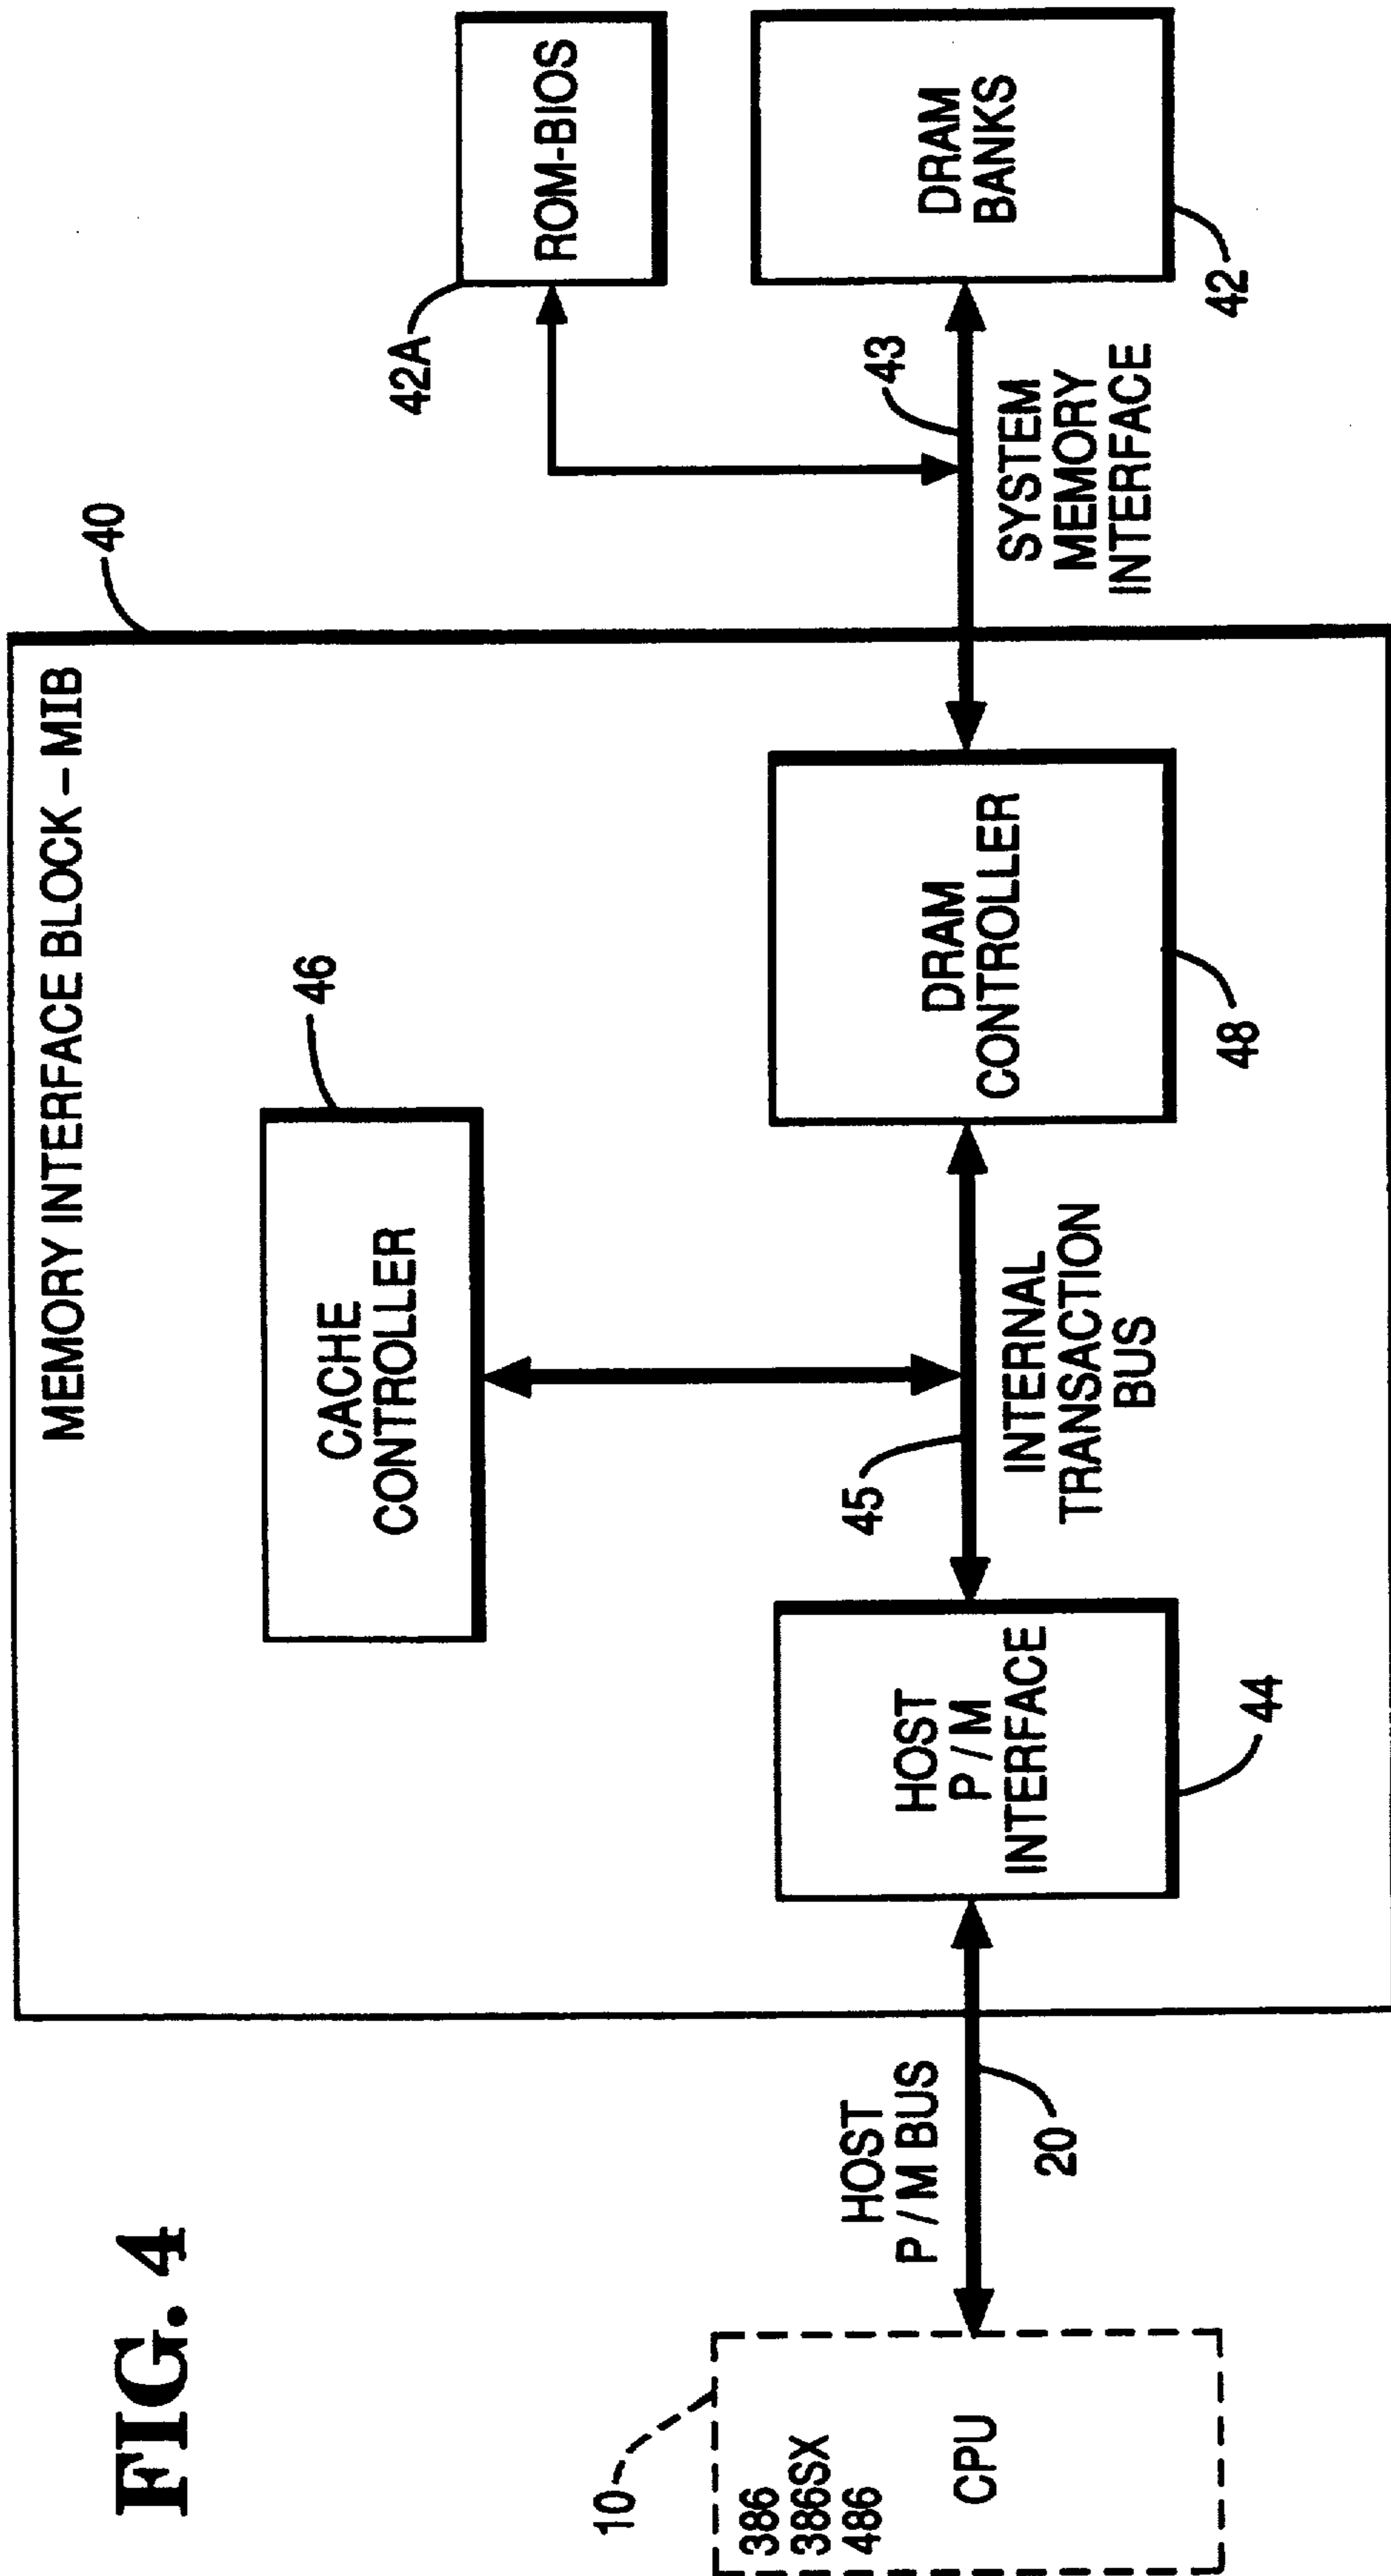 FIG. 4
MEMORY INTERFACE BLOCK – MIB
40
46
CACHE
CONTROLLER
42A
ROM-BIOS
10
386
386SX
486
CPU
HOST
P / M BUS
20
HOST
P / M
INTERFACE
44
45
INTERNAL
TRANSACTION
BUS
DRAM
CONTROLLER
48
43
SYSTEM
MEMORY
INTERFACE
DRAM
BANKS
42